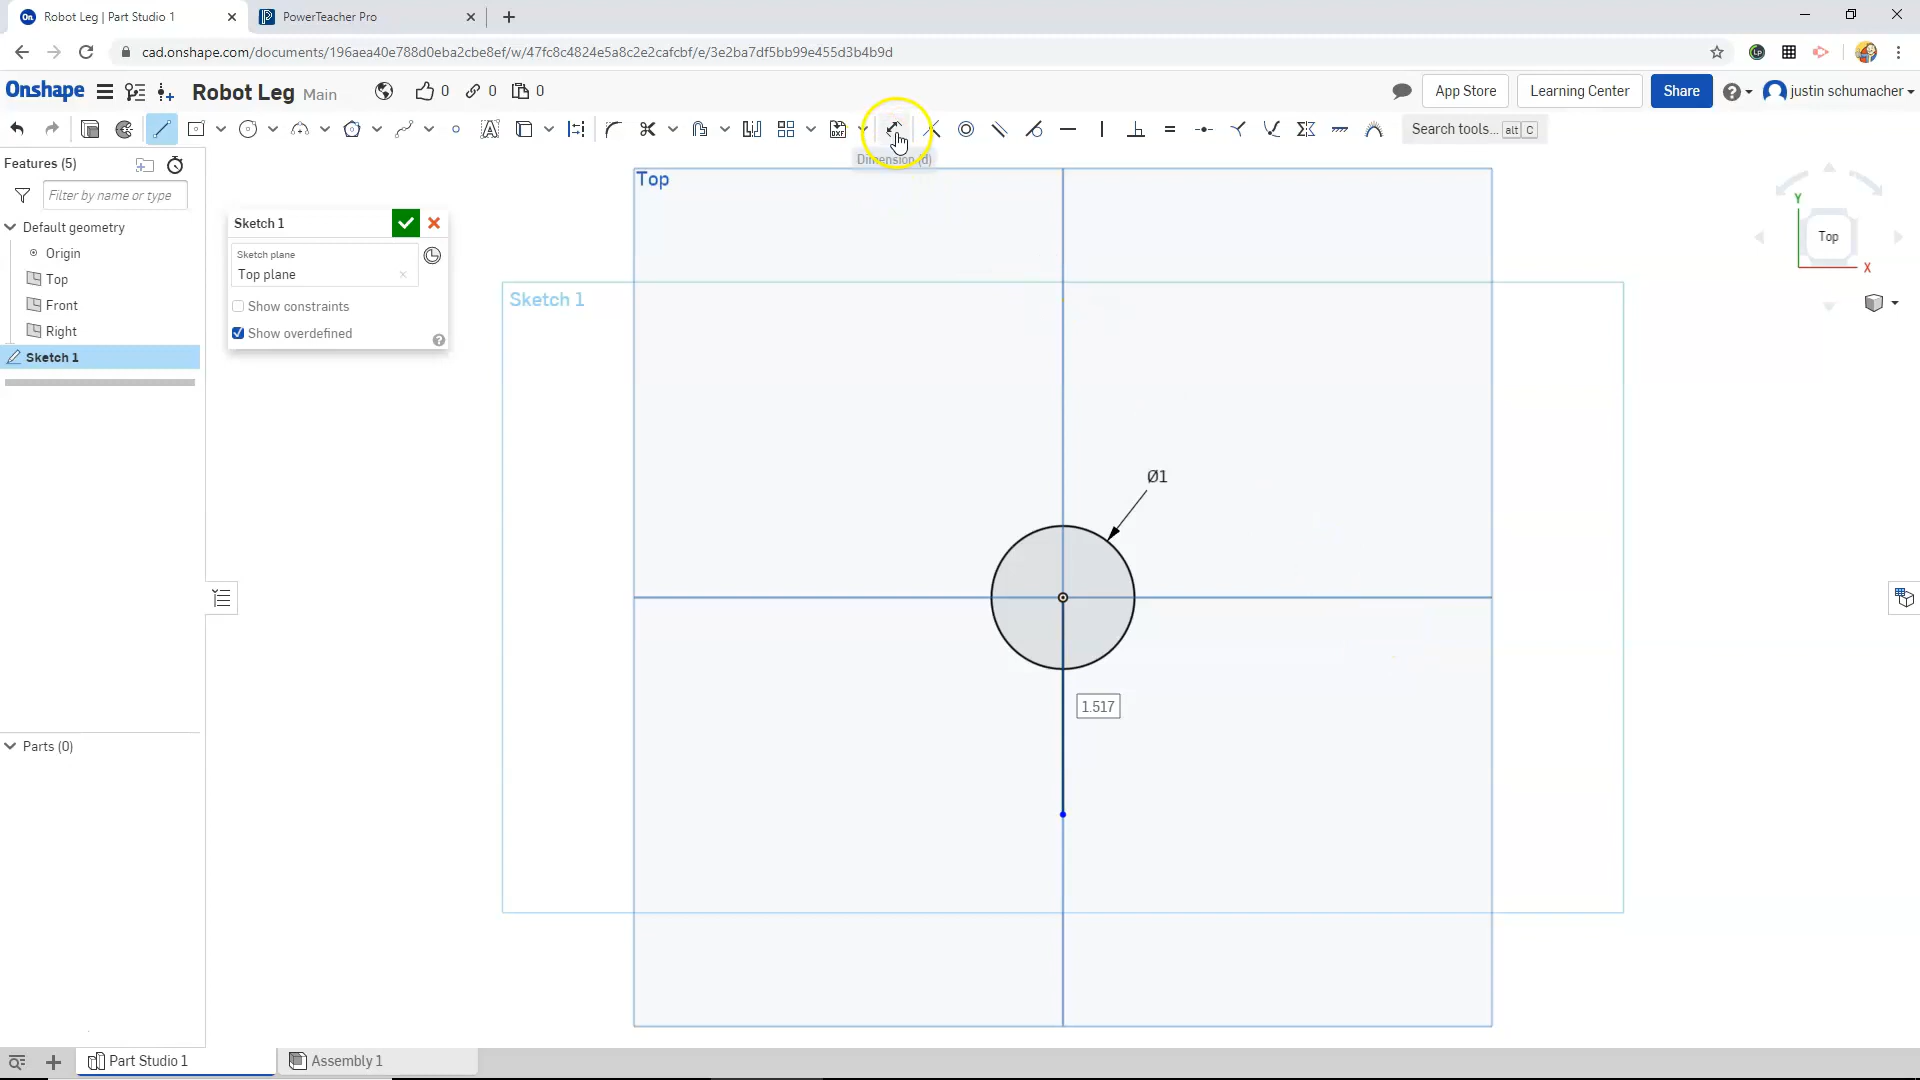 Robot Leg | Part Studio 1
PowerTeacher Pro
cad.onshape.com/documents/196aea40e788d0eba2cbe8ef/w/47fc8c4824e5a8c2e2cafcbf/e/3e2ba7df5bb99e455d3b4b9d
Onshape
Robot Leg Main
0
0
0
App Store
Learning Center
Share
justin schumacher
Search tools... alt C
Dimension (d)
Features (5)
Filter by name or type
Default geometry
Origin
Top
Front
Right
Sketch 1
Parts (0)
Sketch 1
Sketch plane
Top plane
Show constraints
Show overdefined
Top
Sketch 1
Ø1
1.517
Y
Top
X
Part Studio 1
Assembly 1